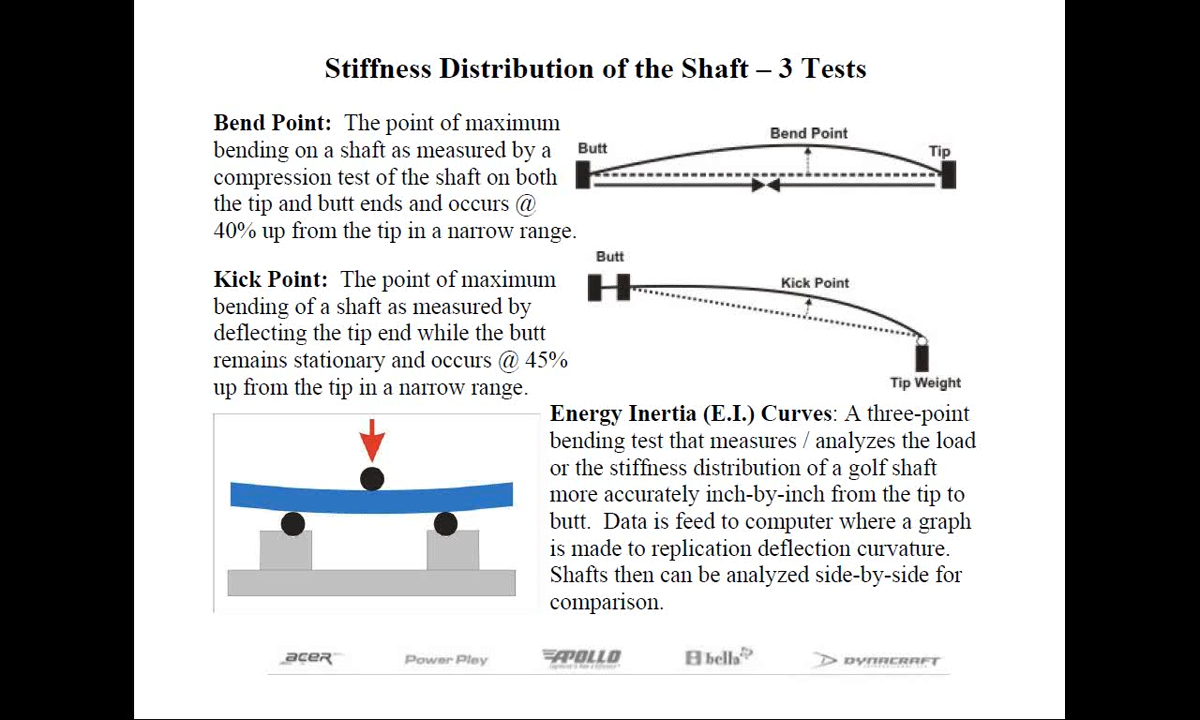 Stiffness Distribution of the Shaft – 3 Tests
Bend Point: The point of maximum
bending on a shaft as measured by a
compression test of the shaft on both
the tip and butt ends and occurs @
40% up from the tip in a narrow range.
Butt
Bend Point
Tip
Kick Point: The point of maximum
bending of a shaft as measured by
deflecting the tip end while the butt
remains stationary and occurs @ 45%
up from the tip in a narrow range.
Butt
Kick Point
Tip Weight
Energy Inertia (E.I.) Curves: A three-point
bending test that measures / analyzes the load
or the stiffness distribution of a golf shaft
more accurately inch-by-inch from the tip to
butt. Data is feed to computer where a graph
is made to replication deflection curvature.
Shafts then can be analyzed side-by-side for
comparison.
acer
Power Play
APOLLO
bella
DYNACRAFT